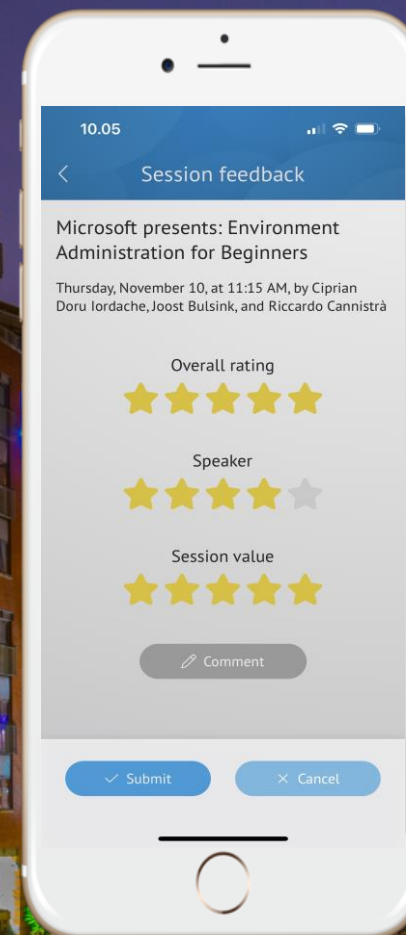 10.05
Session feedback
Microsoft presents: Environment
Administration for Beginners
Thursday, November 10, at 11:15 AM, by Ciprian
Doru Iordache, Joost Bulsink, and Riccardo Cannistrà
Overall rating
Speaker
Session value
Comment
Submit
Cancel